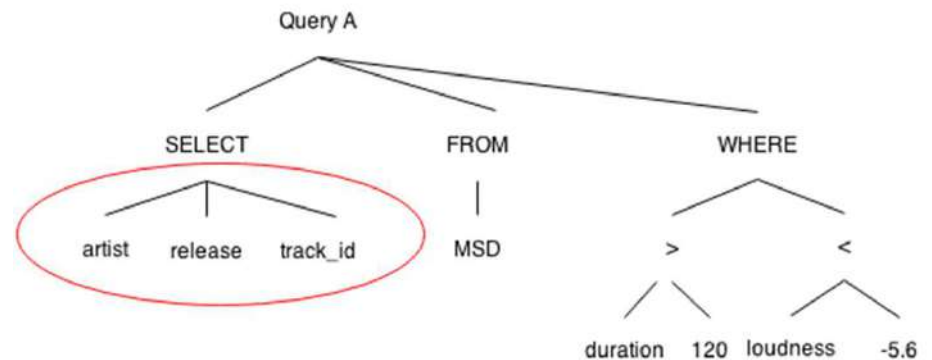 Query A
SELECT FROM WHERE
artist release track_id MSD > <
duration 120 loudness -5.6